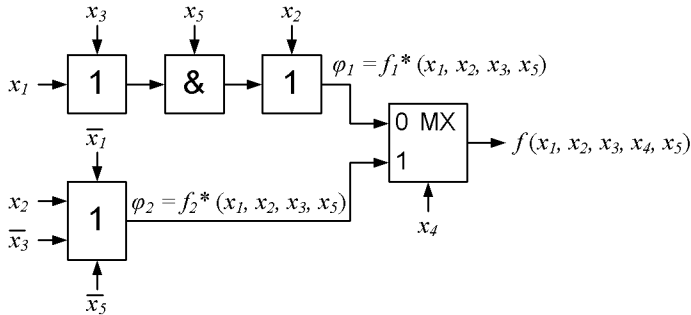 x₃ x₅ x₂
x₁ 1 & 1 φ₁ = f₁* (x₁, x₂, x₃, x₅)
0 MX
1
f (x₁, x₂, x₃, x₄, x₅)
x₄
x̅₁
x₂
x̅₃
1
φ₂ = f₂* (x₁, x₂, x₃, x₅)
x̅₅